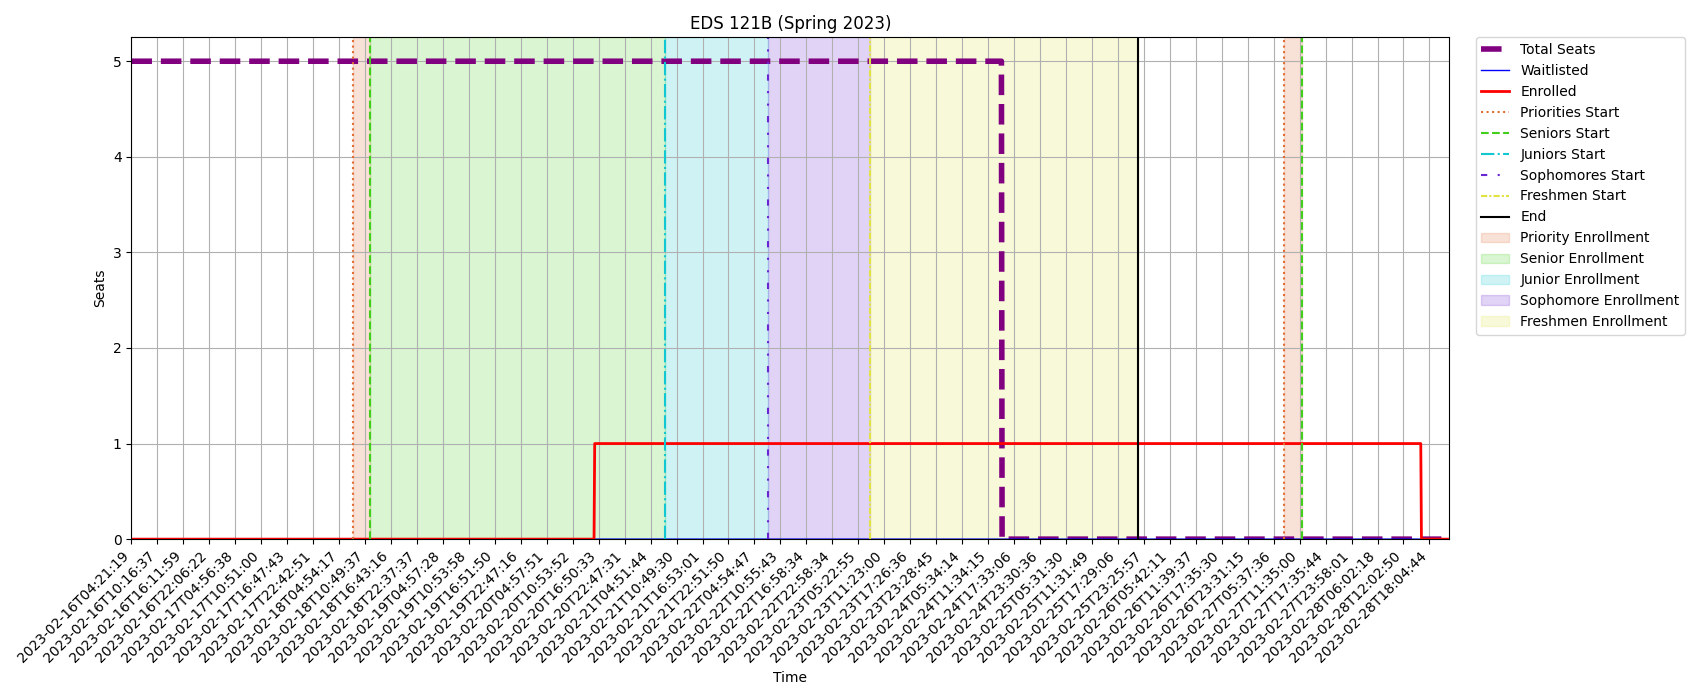 EDS 121B (Spring 2023)
Seats
5
4
3
2
1
0
2023-02-16T04:21:19
2023-02-16T10:16:37
2023-02-16T16:11:59
2023-02-16T22:06:22
2023-02-17T04:56:38
2023-02-17T10:51:00
2023-02-17T16:47:43
2023-02-17T22:42:51
2023-02-18T04:54:17
2023-02-18T10:49:37
2023-02-18T16:43:16
2023-02-18T22:37:37
2023-02-19T04:57:28
2023-02-19T10:53:58
2023-02-19T16:51:50
2023-02-19T22:47:16
2023-02-20T04:57:51
2023-02-20T10:53:52
2023-02-20T16:50:33
2023-02-20T22:47:31
2023-02-21T04:51:44
2023-02-21T10:49:30
2023-02-21T16:53:01
2023-02-21T22:51:50
2023-02-22T04:54:47
2023-02-22T10:55:43
2023-02-22T16:58:34
2023-02-22T22:58:34
2023-02-23T05:22:55
2023-02-23T11:23:00
2023-02-23T17:26:36
2023-02-23T23:28:45
2023-02-24T05:34:14
2023-02-24T11:34:15
2023-02-24T17:33:06
2023-02-24T23:30:36
2023-02-25T05:31:30
2023-02-25T11:31:49
2023-02-25T17:29:06
2023-02-25T23:25:57
2023-02-26T05:42:11
2023-02-26T11:39:37
2023-02-26T17:35:30
2023-02-26T23:31:15
2023-02-27T05:37:36
2023-02-27T11:35:00
2023-02-27T17:35:44
2023-02-27T23:58:01
2023-02-28T06:02:18
2023-02-28T12:02:50
2023-02-28T18:04:44
Time
Total Seats
Waitlisted
Enrolled
Priorities Start
Seniors Start
Juniors Start
Sophomores Start
Freshmen Start
End
Priority Enrollment
Senior Enrollment
Junior Enrollment
Sophomore Enrollment
Freshmen Enrollment